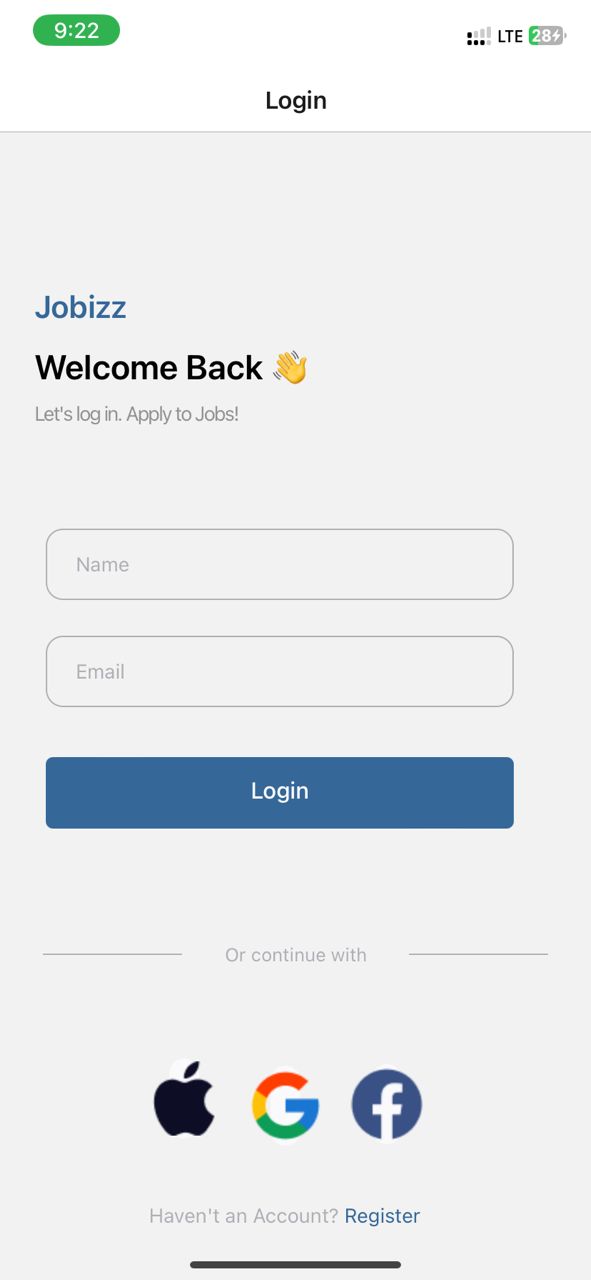 9:22
LTE 28
Login
Jobizz
Welcome Back 👋
Let's log in. Apply to Jobs!
Name
Email
Login
Or continue with
Haven't an Account? Register